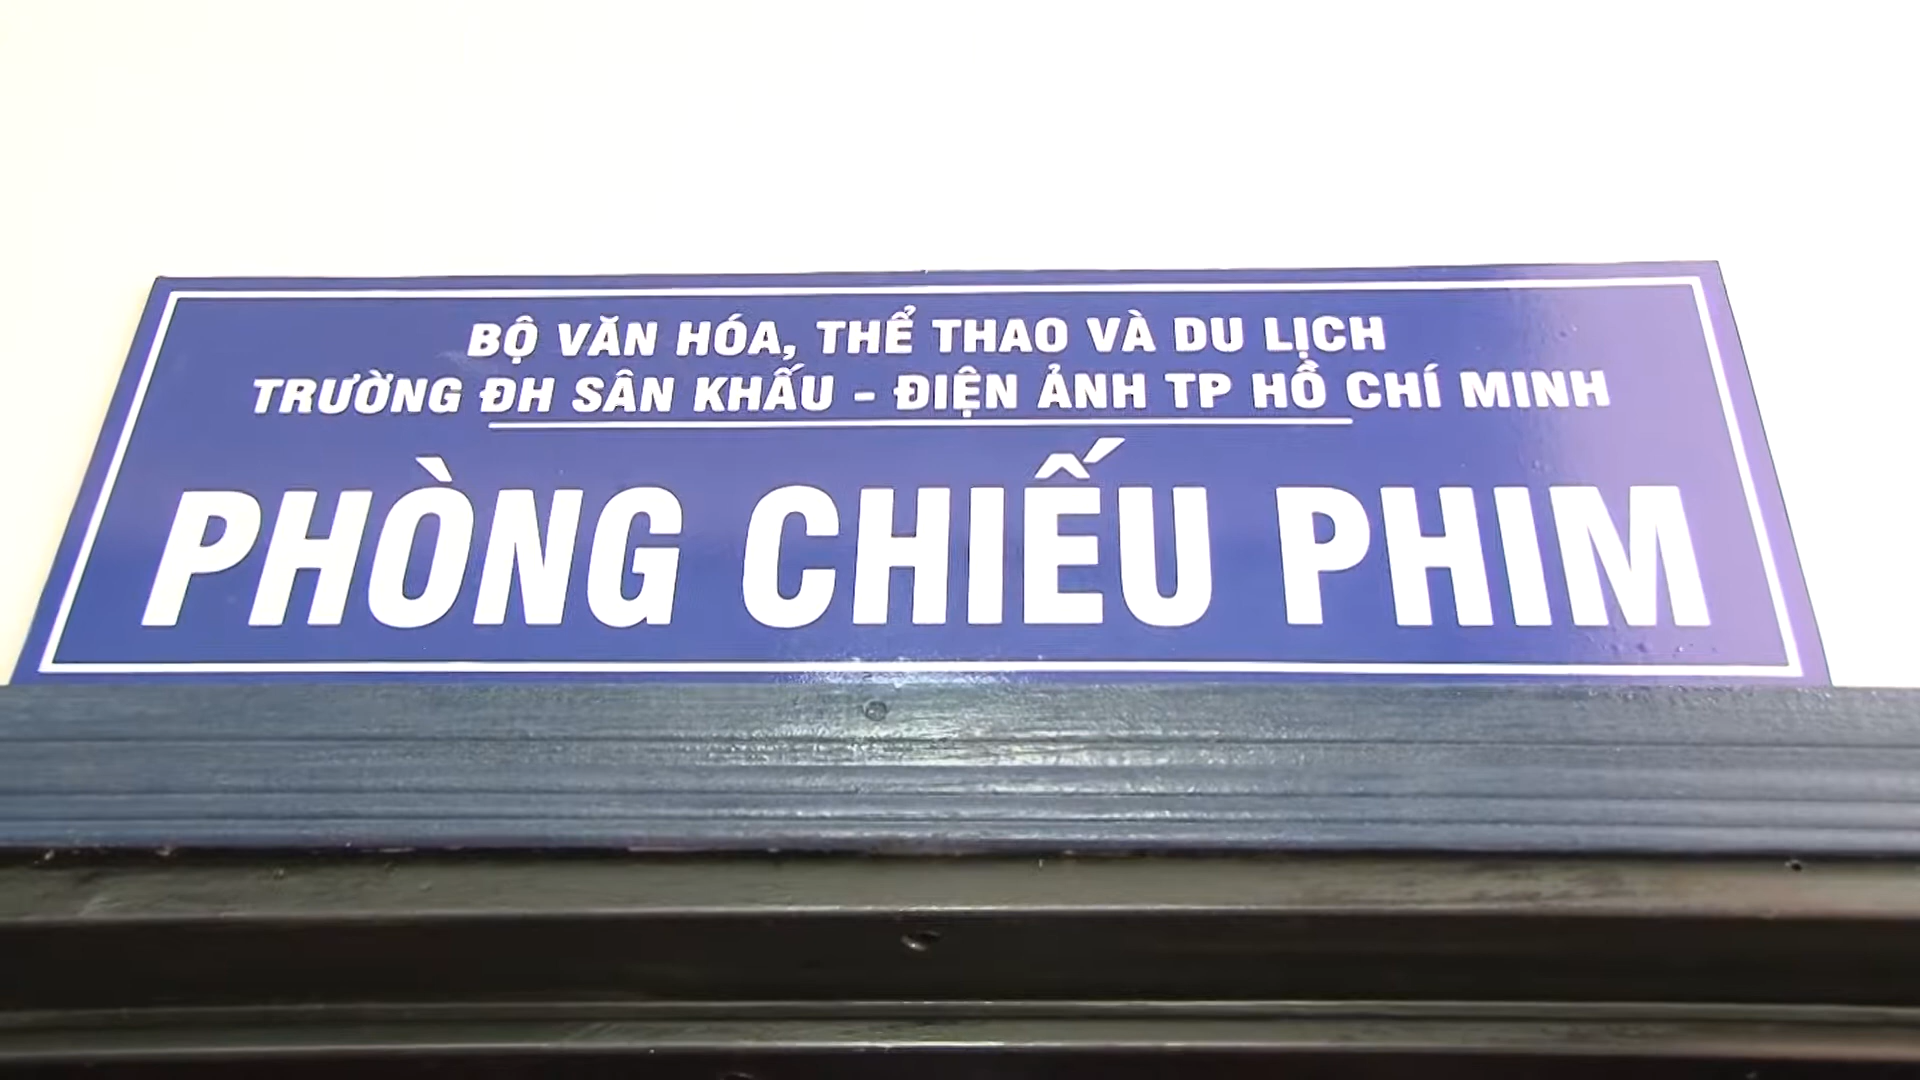 BỘ VĂN HÓA, THỂ THAO VÀ DU LỊCH
TRƯỜNG ĐH SÂN KHẤU - ĐIỆN ẢNH TP HỒ CHÍ MINH
PHÒNG CHIẾU PHIM